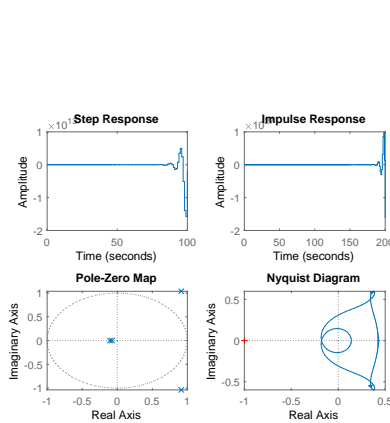 Step Response
Impulse Response
Amplitude
1
0
-1
-2
0
50
100
Time (seconds)
Amplitude
1
0
-1
-2
0
50
100
150
200
Time (seconds)
Pole-Zero Map
Nyquist Diagram
Imaginary Axis
1
0.5
0
-0.5
-1
-1
-0.5
0
0.5
1
Real Axis
Imaginary Axis
0.5
0
-0.5
-1
-0.5
0
0.5
Real Axis